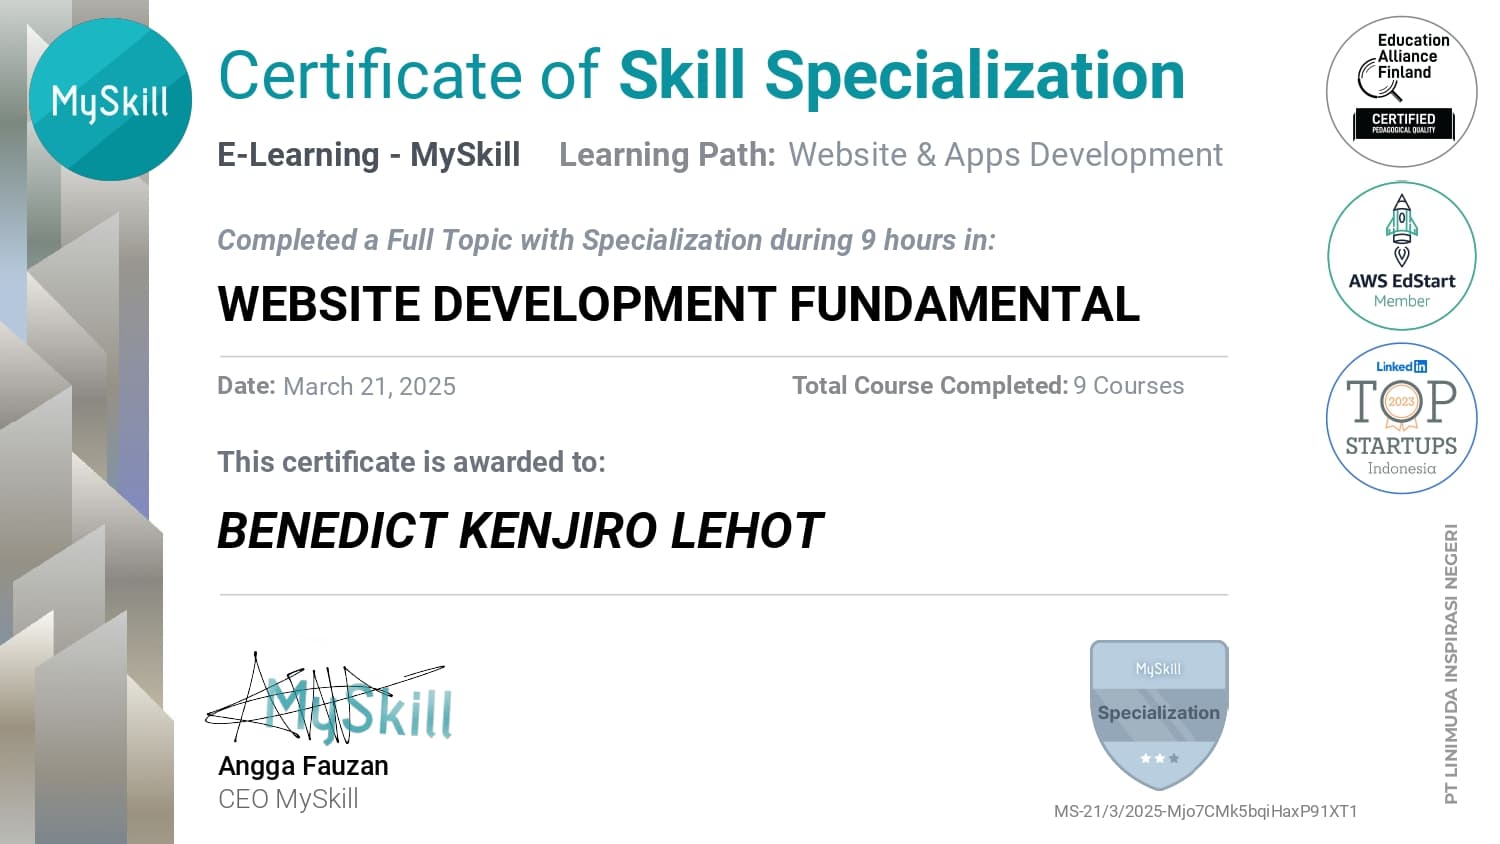 MySkill
Certificate of Skill Specialization
E-Learning - MySkill Learning Path: Website & Apps Development
Completed a Full Topic with Specialization during 9 hours in:
WEBSITE DEVELOPMENT FUNDAMENTAL
Date: March 21, 2025 Total Course Completed: 9 Courses
This certificate is awarded to:
BENEDICT KENJIRO LEHOT
MySkill
Angga Fauzan
CEO MySkill
MySkill
Specialization
MS-21/3/2025-Mjo7CMk5bqiHaxP91XT1
Education
Alliance
Finland
CERTIFIED
PEDAGOGICAL QUALITY
AWS EdStart
Member
Linked in
TOP
2023
STARTUPS
Indonesia
PT LINIMUDA INSPIRASI NEGERI